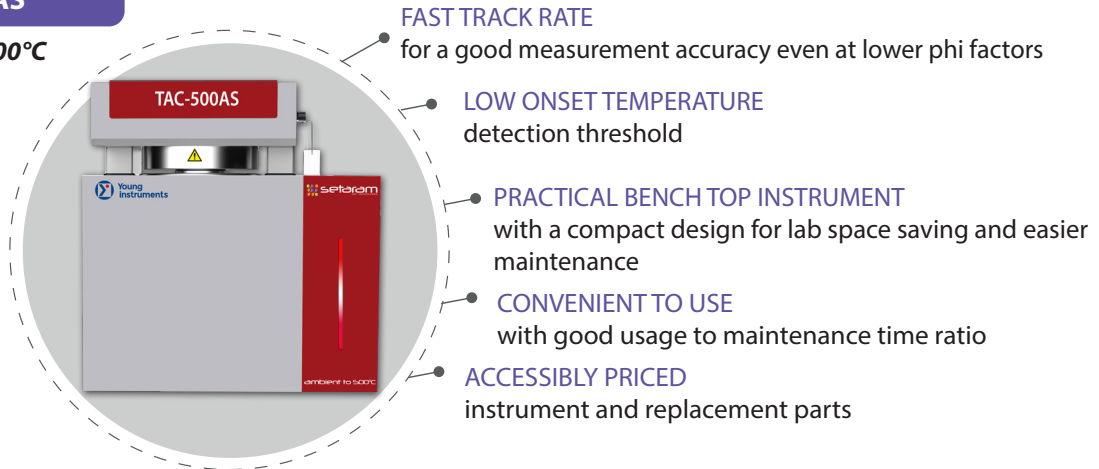 AS
00°C
FAST TRACK RATE
for a good measurement accuracy even at lower phi factors
TAC-500AS
LOW ONSET TEMPERATURE
detection threshold
Young
Instruments
setaram
PRACTICAL BENCH TOP INSTRUMENT
with a compact design for lab space saving and easier
maintenance
CONVENIENT TO USE
with good usage to maintenance time ratio
ambient to 500°C
ACCESSIBLY PRICED
instrument and replacement parts